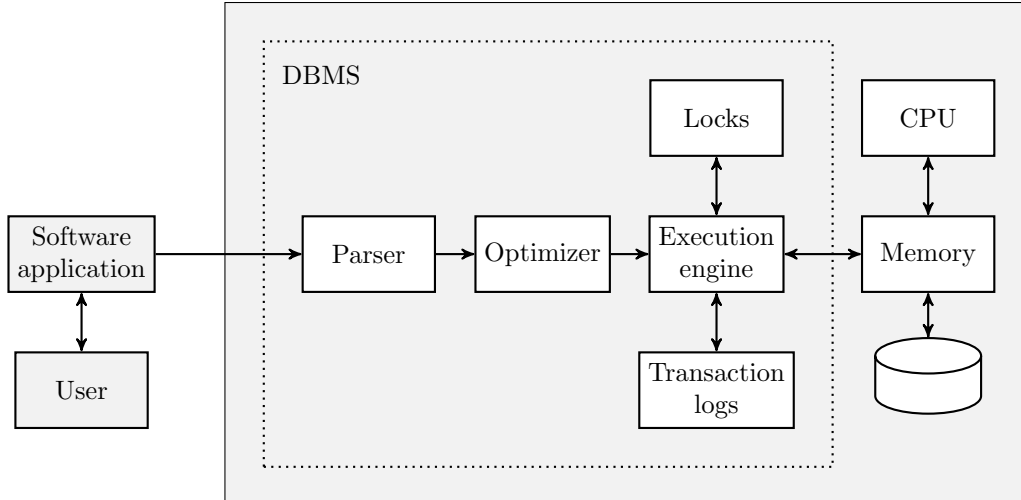 DBMS
Locks
CPU
Software
application
Parser
Optimizer
Execution
engine
Memory
User
Transaction
logs